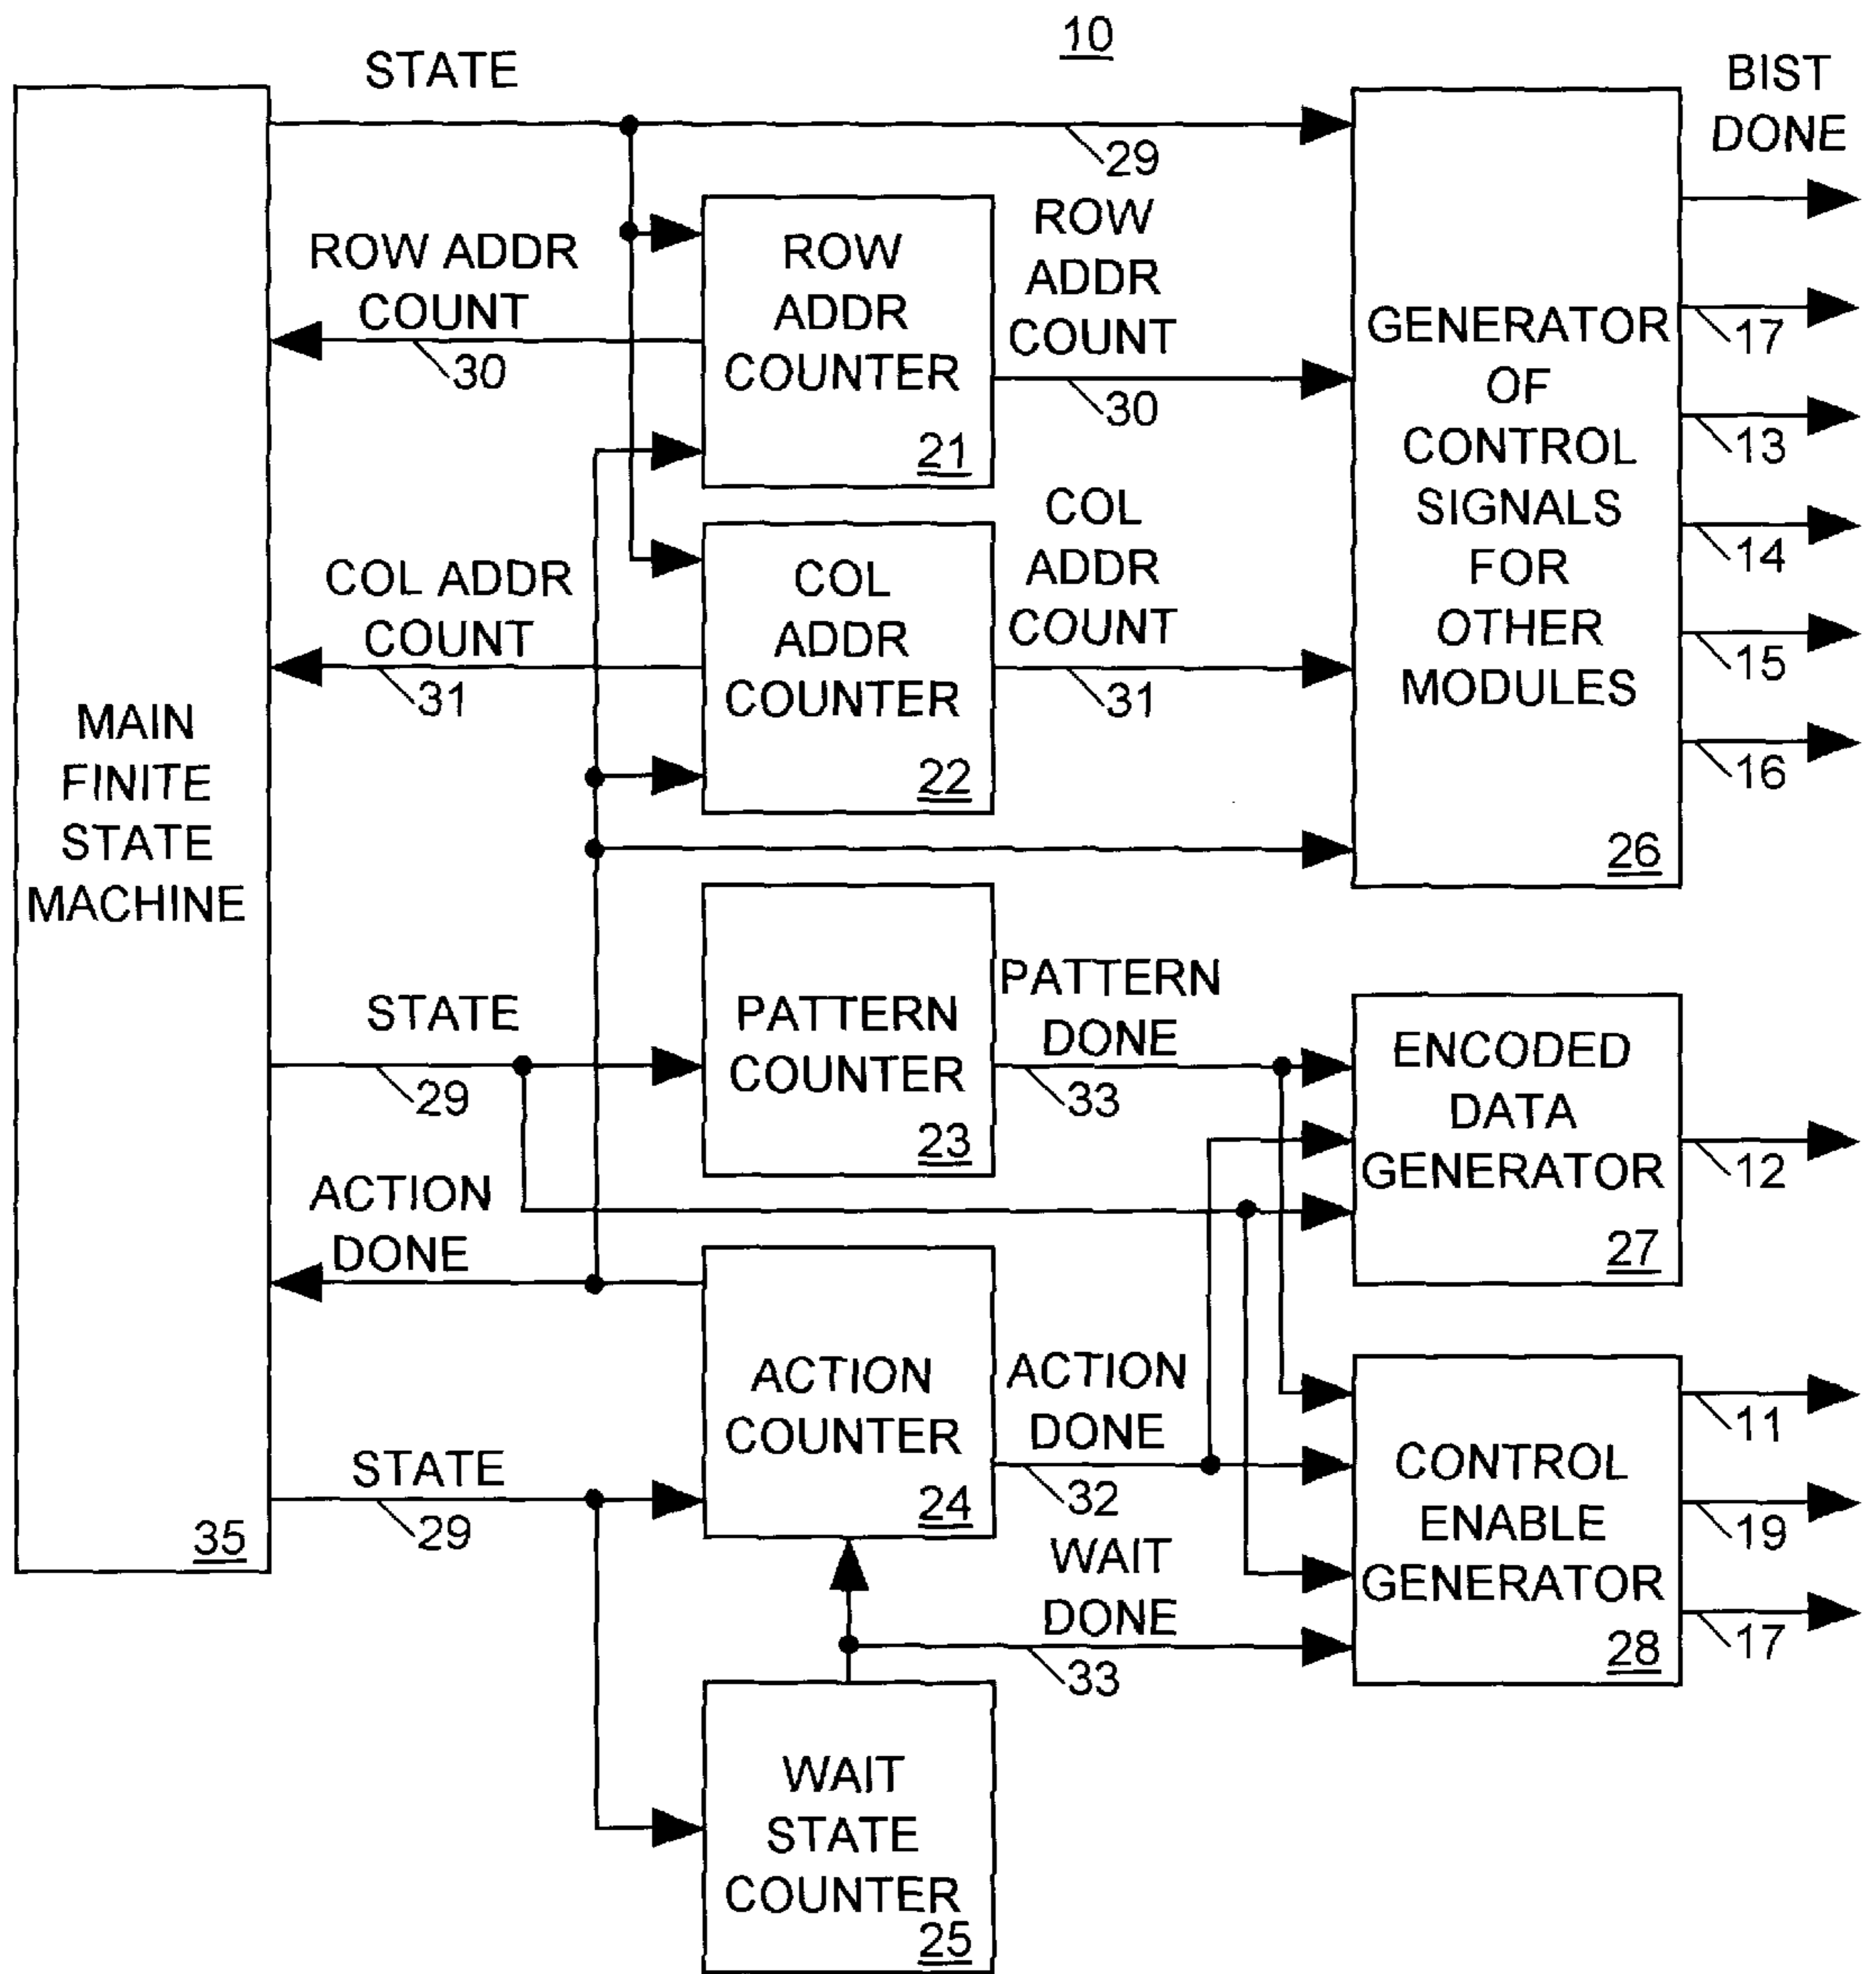 10
STATE
BIST
DONE
29
ROW
ADDR
COUNT
ROW ADDR
COUNT
30
ROW
ADDR
COUNTER
21
30
GENERATOR
OF
CONTROL
SIGNALS
FOR
OTHER
MODULES
26
17
13
14
15
16
COL ADDR
COUNT
31
COL
ADDR
COUNTER
22
COL
ADDR
COUNT
31
MAIN
FINITE
STATE
MACHINE
35
STATE
29
PATTERN
COUNTER
23
PATTERN
DONE
33
ENCODED
DATA
GENERATOR
27
12
ACTION
DONE
ACTION
COUNTER
24
ACTION
DONE
32
STATE
29
WAIT
DONE
33
CONTROL
ENABLE
GENERATOR
28
11
19
17
WAIT
STATE
COUNTER
25